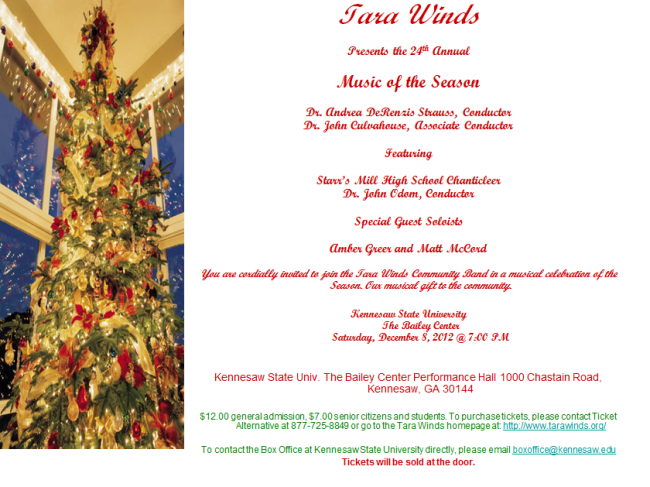 Tara Winds
Presents the 24th Annual
Music of the Season
Dr. Andrea DeRenzis Strauss, Conductor
Dr. John Culvahouse, Associate Conductor
Featuring
Starr's Mill High School Chanticleer
Dr. John Odom, Conductor
Special Guest Soloists
Amber Greer and Matt McCord
You are cordially invited to join the Tara Winds Community Band in a musical celebration of the
Season. Our musical gift to the community.
Kennesaw State University
The Bailey Center
Saturday, December 8, 2012 @ 7:00 PM
Kennesaw State Univ. The Bailey Center Performance Hall 1000 Chastain Road,
Kennesaw, GA 30144
$12.00 general admission, $7.00 senior citizens and students. To purchase tickets, please contact Ticket
Alternative at 877-725-8849 or go to the Tara Winds homepage at: http://www.tarawinds.org/
To contact the Box Office at Kennesaw State University directly, please email boxoffice@kennesaw.edu
Tickets will be sold at the door.